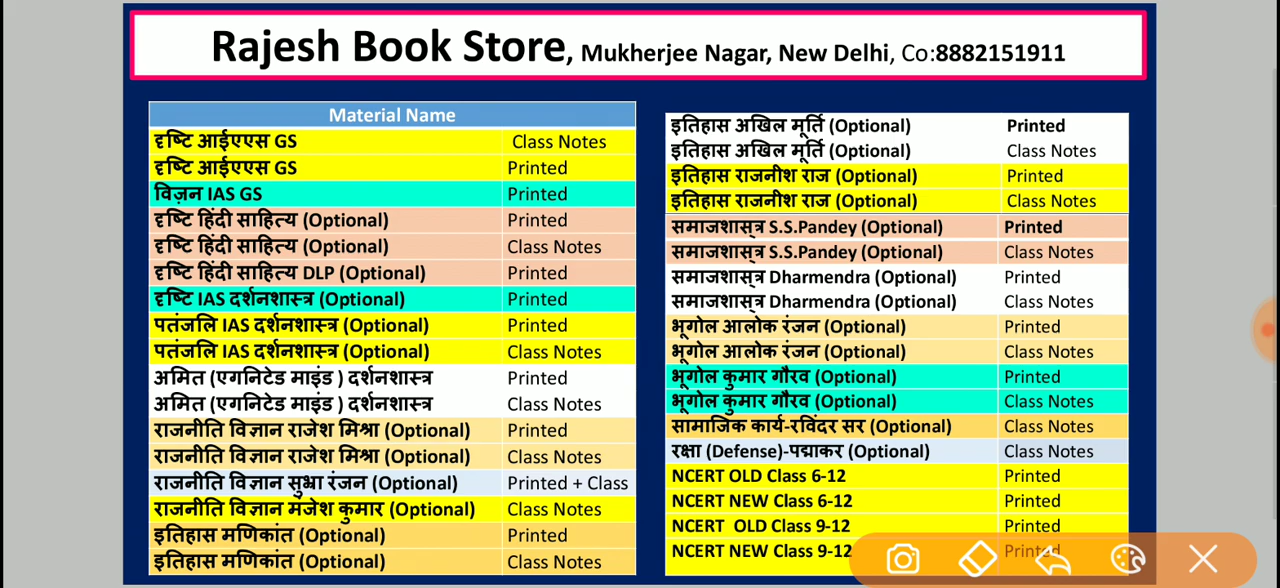 Rajesh Book Store, Mukherjee Nagar, New Delhi, Co:8882151911
Material Name
दृष्टि आईएएस GS Class Notes
दृष्टि आईएएस GS Printed
विज़न IAS GS Printed
दृष्टि हिंदी साहित्य (Optional) Printed
दृष्टि हिंदी साहित्य (Optional) Class Notes
दृष्टि हिंदी साहित्य DLP (Optional) Printed
दृष्टि IAS दर्शनशास्त्र (Optional) Printed
पतंजलि IAS दर्शनशास्त्र (Optional) Printed
पतंजलि IAS दर्शनशास्त्र (Optional) Class Notes
अमित (एगनिटेड माइंड ) दर्शनशास्त्र Printed
अमित (एगनिटेड माइंड ) दर्शनशास्त्र Class Notes
राजनीति विज्ञान राजेश मिश्रा (Optional) Printed
राजनीति विज्ञान राजेश मिश्रा (Optional) Class Notes
राजनीति विज्ञान सुभ्रा रंजन (Optional) Printed + Class
राजनीति विज्ञान मंजेश कुमार (Optional) Class Notes
इतिहास मणिकांत (Optional) Printed
इतिहास मणिकांत (Optional) Class Notes
इतिहास अखिल मूर्ति (Optional) Printed
इतिहास अखिल मूर्ति (Optional) Class Notes
इतिहास राजनीश राज (Optional) Printed
इतिहास राजनीश राज (Optional) Class Notes
समाजशास्त्र S.S.Pandey (Optional) Printed
समाजशास्त्र S.S.Pandey (Optional) Class Notes
समाजशास्त्र Dharmendra (Optional) Printed
समाजशास्त्र Dharmendra (Optional) Class Notes
भूगोल आलोक रंजन (Optional) Printed
भूगोल आलोक रंजन (Optional) Class Notes
भूगोल कुमार गौरव (Optional) Printed
भूगोल कुमार गौरव (Optional) Class Notes
सामाजिक कार्य-रविंदर सर (Optional) Class Notes
रक्षा (Defense)-पद्माकर (Optional) Class Notes
NCERT OLD Class 6-12 Printed
NCERT NEW Class 6-12 Printed
NCERT OLD Class 9-12 Printed
NCERT NEW Class 9-12 Printed